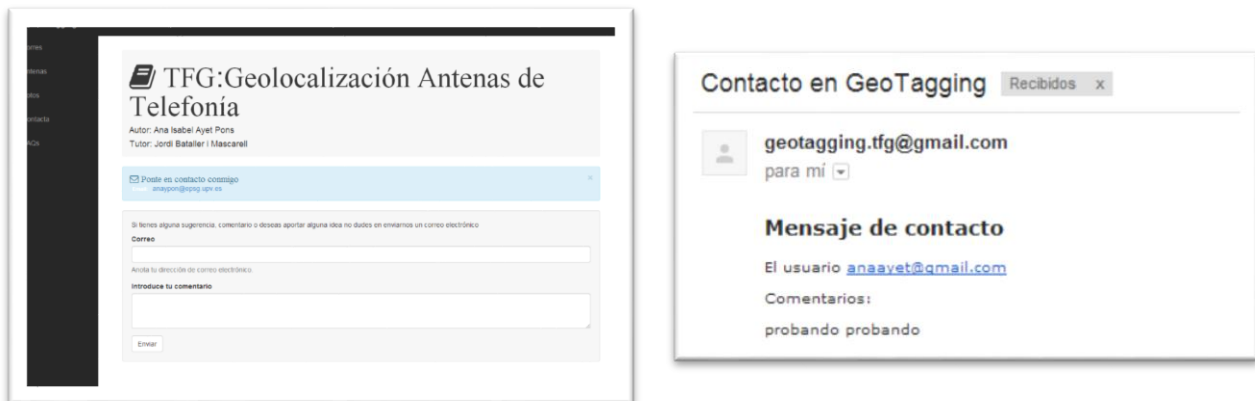 TFG:Geolocalización Antenas de
Telefonía
Autor: Ana Isabel Ayet Pons
Tutor: Jordi Bataller i Mascarell
Ponte en contacto conmigo
anaypon@epsg.upv.es
Si tienes alguna sugerencia, comentario o deseas aportar alguna idea no dudes en enviarnos un correo electrónico
Correo
Anota tu dirección de correo electrónico.
Introduce tu comentario
Enviar
Contacto en GeoTagging Recibidos x
geotagging.tfg@gmail.com
para mí
Mensaje de contacto
El usuario anaayet@gmail.com
Comentarios:
probando probando